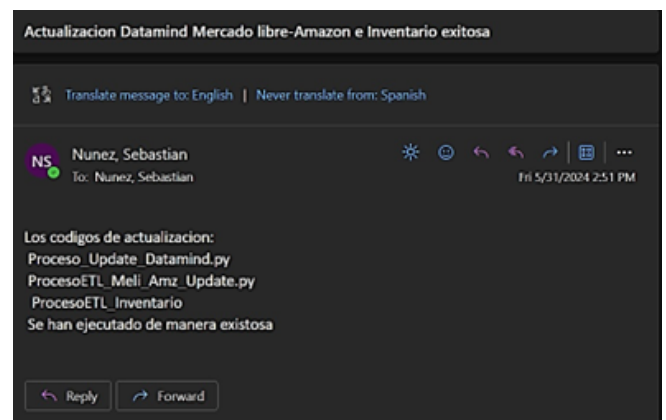 Actualizacion Datamind Mercado libre-Amazon e Inventario exitosa
Translate message to: English | Never translate from: Spanish
NS
Nunez, Sebastian
To: Nunez, Sebastian
Fri 5/31/2024 2:51 PM
Los codigos de actualizacion:
Proceso_Update_Datamind.py
ProcesoETL_Meli_Amz_Update.py
ProcesoETL_Inventario
Se han ejecutado de manera existosa
Reply
Forward